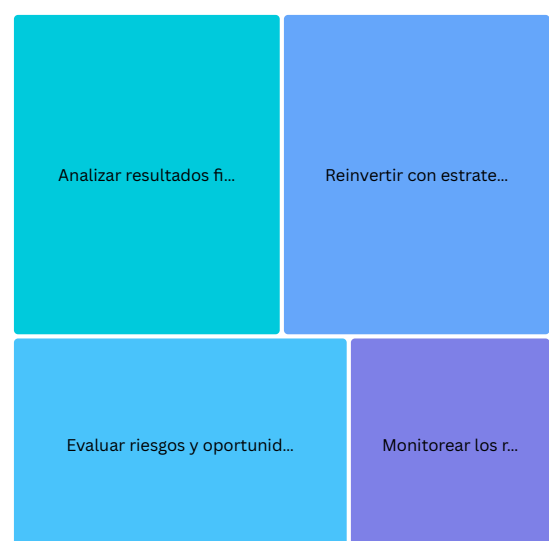 Analizar resultados fi...
Reinvertir con estrate...
Evaluar riesgos y oportunid...
Monitorear los r...